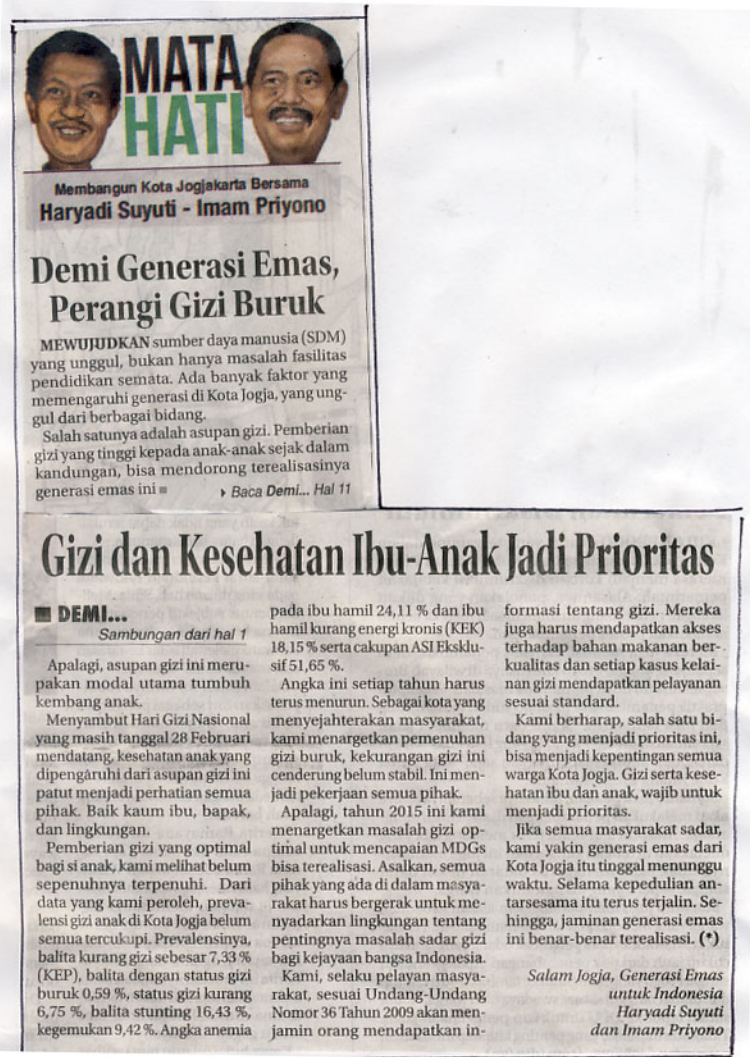 MATA
HATI
Membangun Kota Jogjakarta Bersama
Haryadi Suyuti - Imam Priyono
Demi Generasi Emas,
Perangi Gizi Buruk
MEWUJUDKAN sumber daya manusia (SDM)
yang unggul, bukan hanya masalah fasilitas
pendidikan semata. Ada banyak faktor yang
memengaruhi generasi di Kota Jogja, yang ung-
gul dari berbagai bidang.
Salah satunya adalah asupan gizi. Pemberian
gizi yang tinggi kepada anak-anak sejak dalam
kandungan, bisa mendorong terealisasinya
generasi emas ini ■
▸ Baca Demi... Hal 11
Gizi dan Kesehatan Ibu-Anak Jadi Prioritas
■ DEMI...
Sambungan dari hal 1
Apalagi, asupan gizi ini meru-
pakan modal utama tumbuh
kembang anak.
Menyambut Hari Gizi Nasional
yang masih tanggal 28 Februari
mendatang, kesehatan anak yang
dipengaruhi dari asupan gizi ini
patut menjadi perhatian semua
pihak. Baik kaum ibu, bapak,
dan lingkungan.
Pemberian gizi yang optimal
bagi si anak, kami melihat belum
sepenuhnya terpenuhi. Dari
data yang kami peroleh, preva-
lensi gizi anak di Kota Jogja belum
semua tercukupi. Prevalensinya,
balita kurang gizi sebesar 7,33 %
(KEP), balita dengan status gizi
buruk 0,59 %, status gizi kurang
6,75 %, balita stunting 16,43 %,
kegemukan 9,42 %. Angka anemia
pada ibu hamil 24,11 % dan ibu
hamil kurang energi kronis (KEK)
18,15 % serta cakupan ASI Eksklu-
sif 51,65 %.
Angka ini setiap tahun harus
terus menurun. Sebagai kota yang
menyejahterakan masyarakat,
kami menargetkan pemenuhan
gizi buruk, kekurangan gizi ini
cenderung belum stabil. Ini men-
jadi pekerjaan semua pihak.
Apalagi, tahun 2015 ini kami
menargetkan masalah gizi op-
timal untuk mencapaian MDGs
bisa terealisasi. Asalkan, semua
pihak yang ada di dalam masya-
rakat harus bergerak untuk me-
nyadarkan lingkungan tentang
pentingnya masalah sadar gizi
bagi kejayaan bangsa Indonesia.
Kami, selaku pelayan masya-
rakat, sesuai Undang-Undang
Nomor 36 Tahun 2009 akan men-
jamin orang mendapatkan in-
formasi tentang gizi. Mereka
juga harus mendapatkan akses
terhadap bahan makanan ber-
kualitas dan setiap kasus kelai-
nan gizi mendapatkan pelayanan
sesuai standard.
Kami berharap, salah satu bi-
dang yang menjadi prioritas ini,
bisa menjadi kepentingan semua
warga Kota Jogja. Gizi serta kese-
hatan ibu dan anak, wajib untuk
menjadi prioritas.
Jika semua masyarakat sadar,
kami yakin generasi emas dari
Kota Jogja itu tinggal menunggu
waktu. Selama kepedulian an-
tarsesama itu terus terjalin. Se-
hingga, jaminan generasi emas
ini benar-benar terealisasi. (*)
Salam Jogja, Generasi Emas
untuk Indonesia
Haryadi Suyuti
dan Imam Priyono